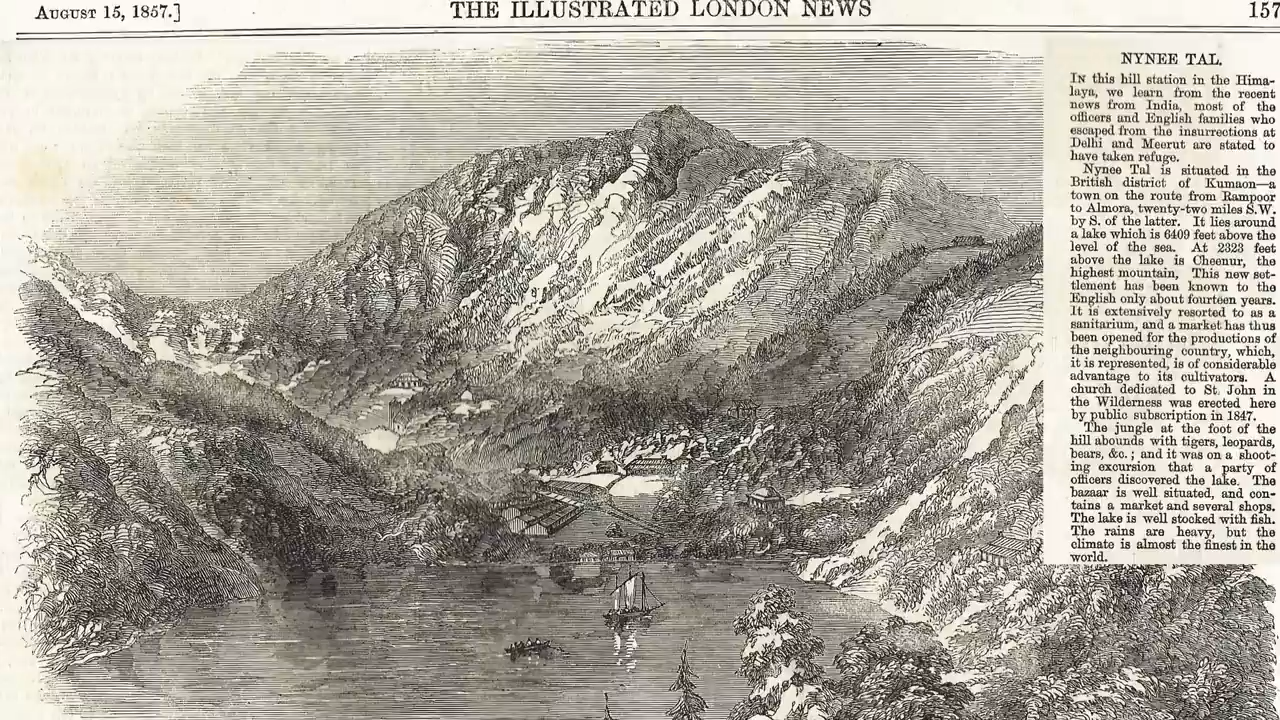 AUGUST 15, 1857.]
THE ILLUSTRATED LONDON NEWS
157
NYNEE TAL.
IN this hill station in the Hima-
laya, we learn from the recent
news from India, most of the
officers and English families who
escaped from the insurrections at
Delhi and Meerut are stated to
have taken refuge.
Nynee Tal is situated in the
British district of Kumaon—a
town on the route from Rampoor
to Almora, twenty-two miles S.W.
by S. of the latter. It lies around
a lake which is 6409 feet above the
level of the sea. At 2323 feet
above the lake is Cheenur, the
highest mountain, This new set-
tlement has been known to the
English only about fourteen years.
It is extensively resorted to as a
sanitarium, and a market has thus
been opened for the productions of
the neighbouring country, which,
it is represented, is of considerable
advantage to its cultivators. A
church dedicated to St. John in
the Wilderness was erected here
by public subscription in 1847.
The jungle at the foot of the
hill abounds with tigers, leopards,
bears, &c.; and it was on a shoot-
ing excursion that a party of
officers discovered the lake. The
bazaar is well situated, and con-
tains a market and several shops.
The lake is well stocked with fish.
The rains are heavy, but the
climate is almost the finest in the
world.